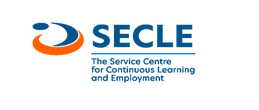 SECLE
The Service Centre
for Continuous Learning
and Employment